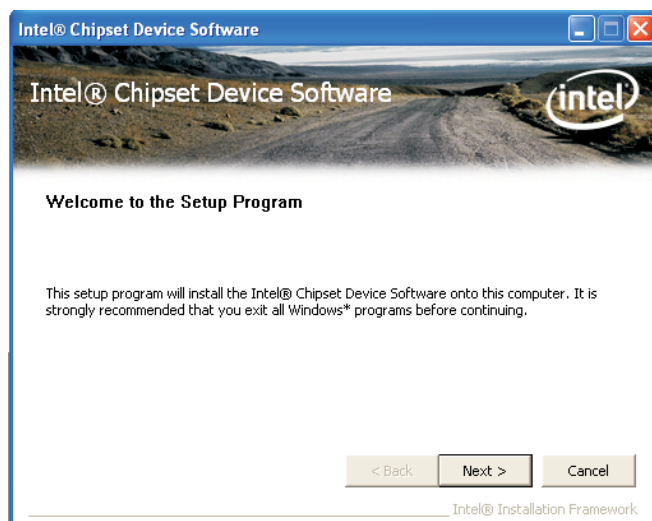 Intel® Chipset Device Software
Intel® Chipset Device Software
intel
Welcome to the Setup Program
This setup program will install the Intel® Chipset Device Software onto this computer. It is
strongly recommended that you exit all Windows* programs before continuing.
< Back
Next >
Cancel
Intel® Installation Framework